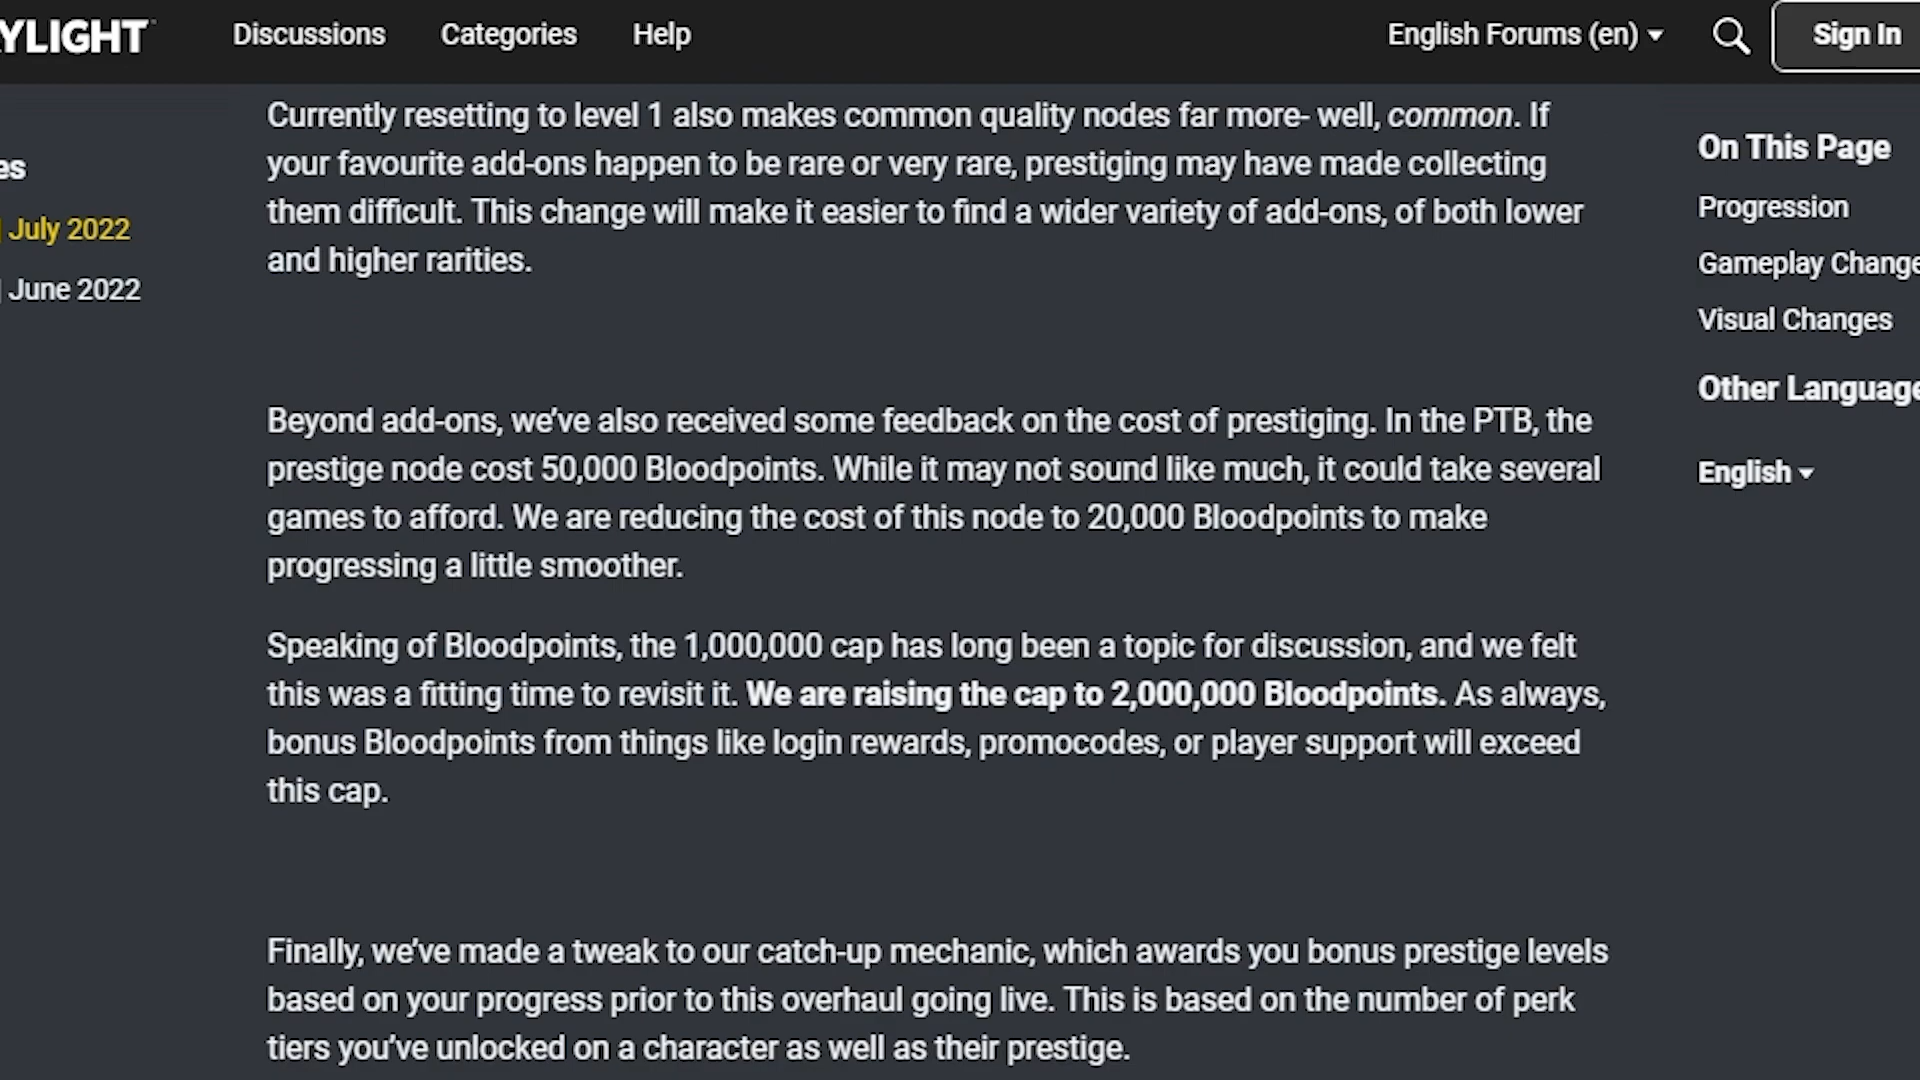 YLIGHT
Discussions
Categories
Help
English Forums (en)
Sign In
Currently resetting to level 1 also makes common quality nodes far more- well, common. If
your favourite add-ons happen to be rare or very rare, prestiging may have made collecting
them difficult. This change will make it easier to find a wider variety of add-ons, of both lower
and higher rarities.
Beyond add-ons, we've also received some feedback on the cost of prestiging. In the PTB, the
prestige node cost 50,000 Bloodpoints. While it may not sound like much, it could take several
games to afford. We are reducing the cost of this node to 20,000 Bloodpoints to make
progressing a little smoother.
Speaking of Bloodpoints, the 1,000,000 cap has long been a topic for discussion, and we felt
this was a fitting time to revisit it. We are raising the cap to 2,000,000 Bloodpoints. As always,
bonus Bloodpoints from things like login rewards, promocodes, or player support will exceed
this cap.
Finally, we've made a tweak to our catch-up mechanic, which awards you bonus prestige levels
based on your progress prior to this overhaul going live. This is based on the number of perk
tiers you've unlocked on a character as well as their prestige.
es
| July 2022
| June 2022
On This Page
Progression
Gameplay Change
Visual Changes
Other Language
English